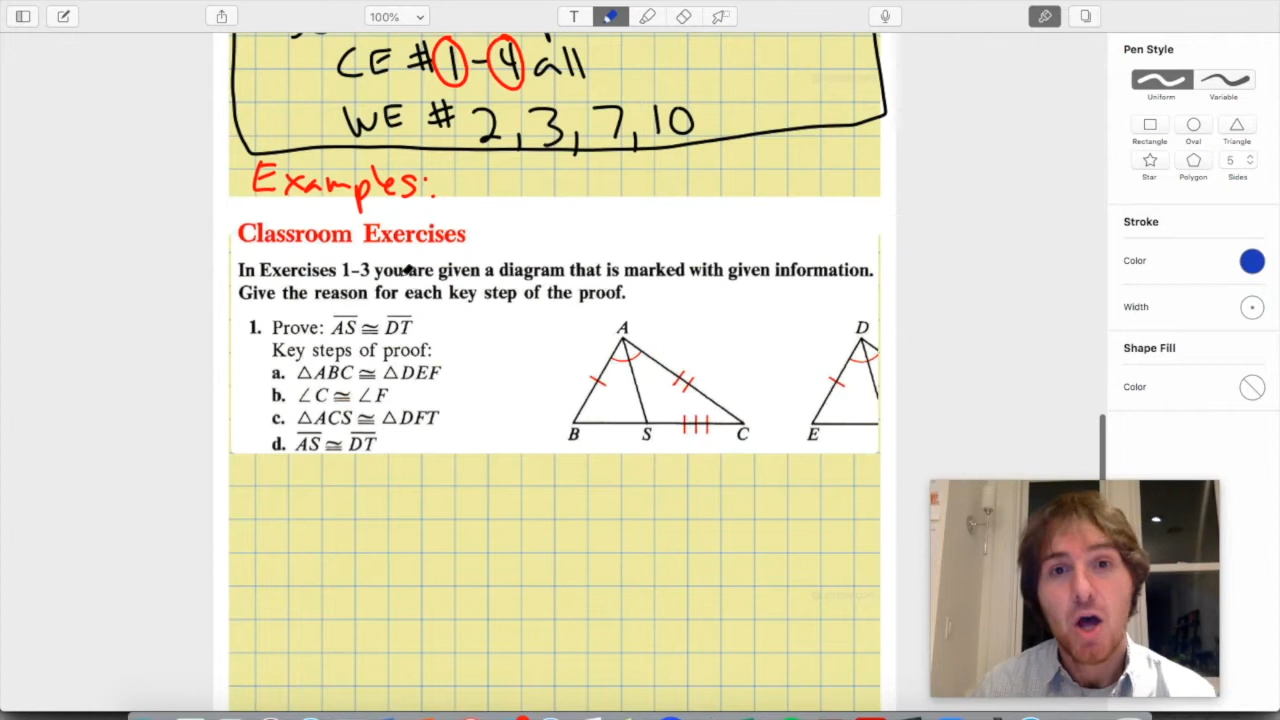 100%
T
CE #1-4 all
WE # 2, 3, 7, 10
Examples:
Classroom Exercises
In Exercises 1–3 you are given a diagram that is marked with given information.
Give the reason for each key step of the proof.
1. Prove: AS ≅ DT
Key steps of proof:
a. △ABC ≅ △DEF
b. ∠C ≅ ∠F
c. △ACS ≅ △DFT
d. AS ≅ DT
A
B
S
C
D
E
Pen Style
Uniform
Variable
Rectangle
Oval
Triangle
Star
Polygon
5
Sides
Stroke
Color
Width
Shape Fill
Color